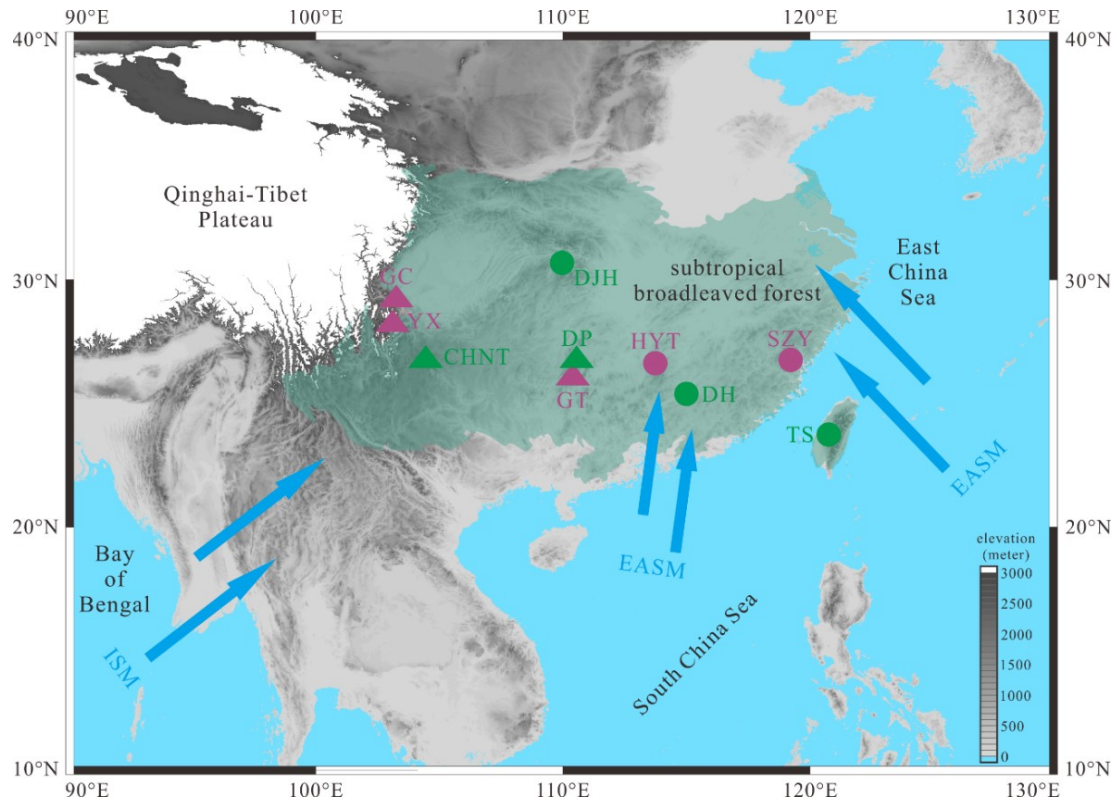 90°E 100°E 110°E 120°E 130°E
40°N 40°N
Qinghai-Tibet
Plateau
East
China
Sea
30°N 30°N
GC
DJH
subtropical
broadleaved forest
YX
CHNT
DP
HYT
SZY
GT
DH
TS
EASM
20°N 20°N
Bay
of
Bengal
EASM
ISM
South China Sea
elevation
(meter)
3000
2500
2000
1500
1000
500
0
10°N 10°N
90°E 100°E 110°E 120°E 130°E